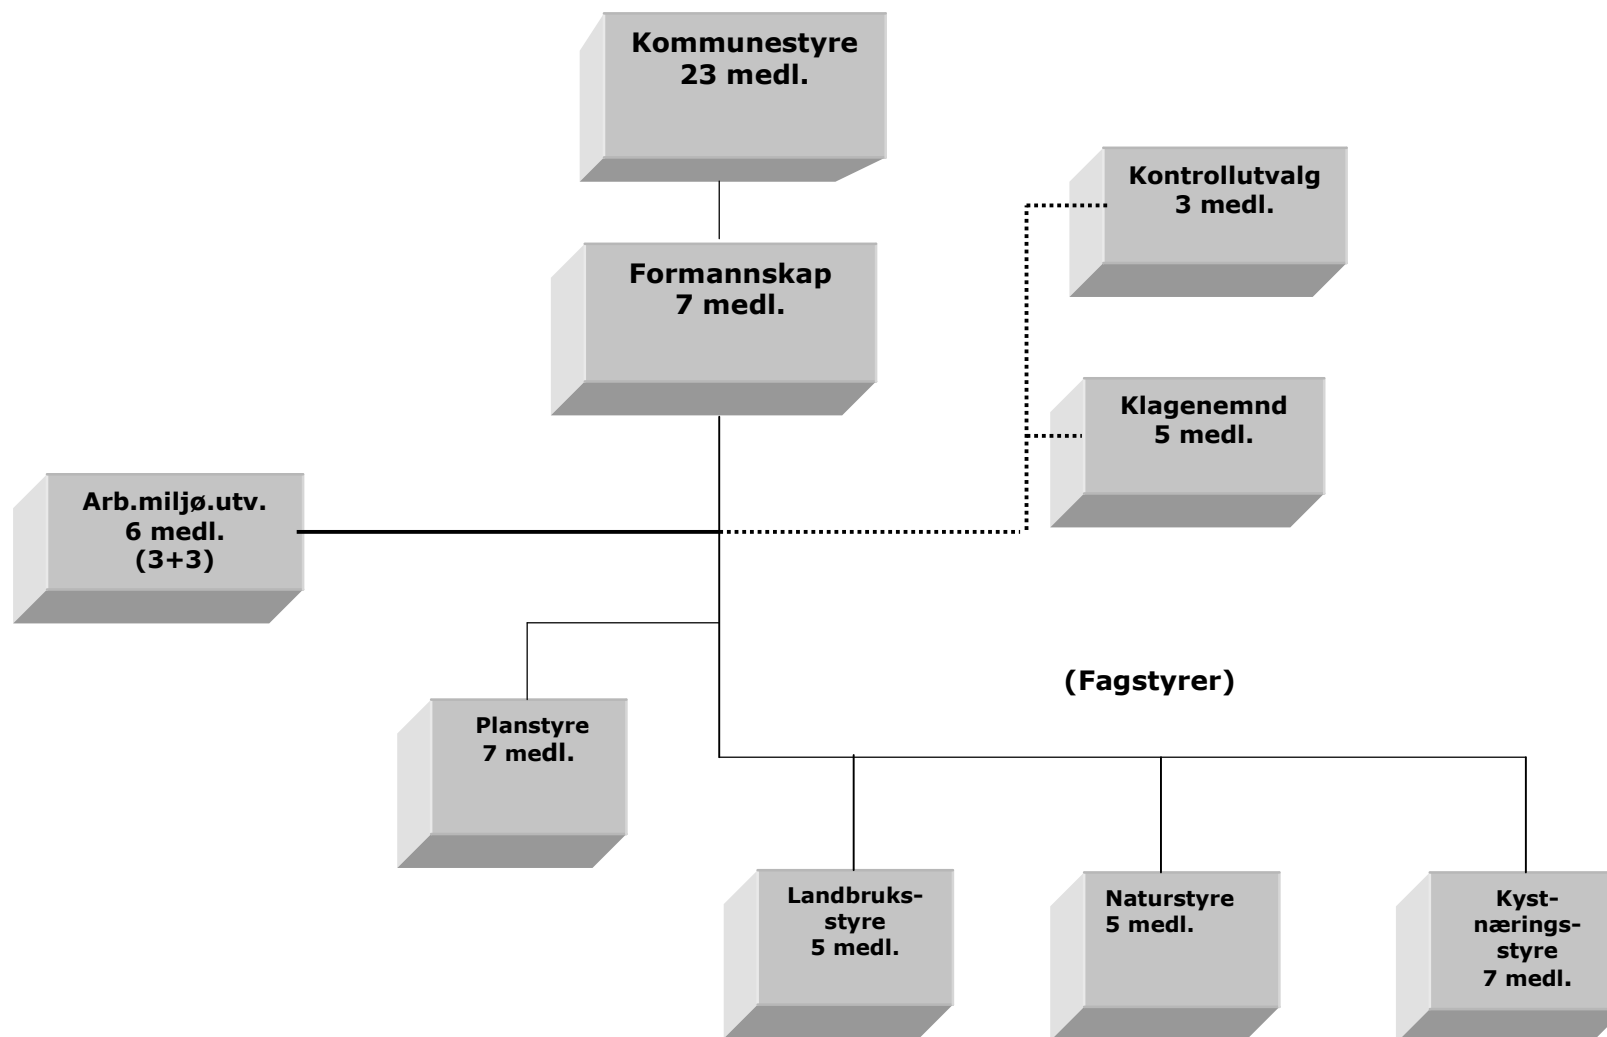 Kommunestyre
23 medl.
Kontrollutvalg
3 medl.
Formannskap
7 medl.
Klagenemnd
5 medl.
Arb.miljø.utv.
6 medl.
(3+3)
(Fagstyrer)
Planstyre
7 medl.
Landbruks-
styre
5 medl.
Naturstyre
5 medl.
Kyst-
nærings-
styre
7 medl.